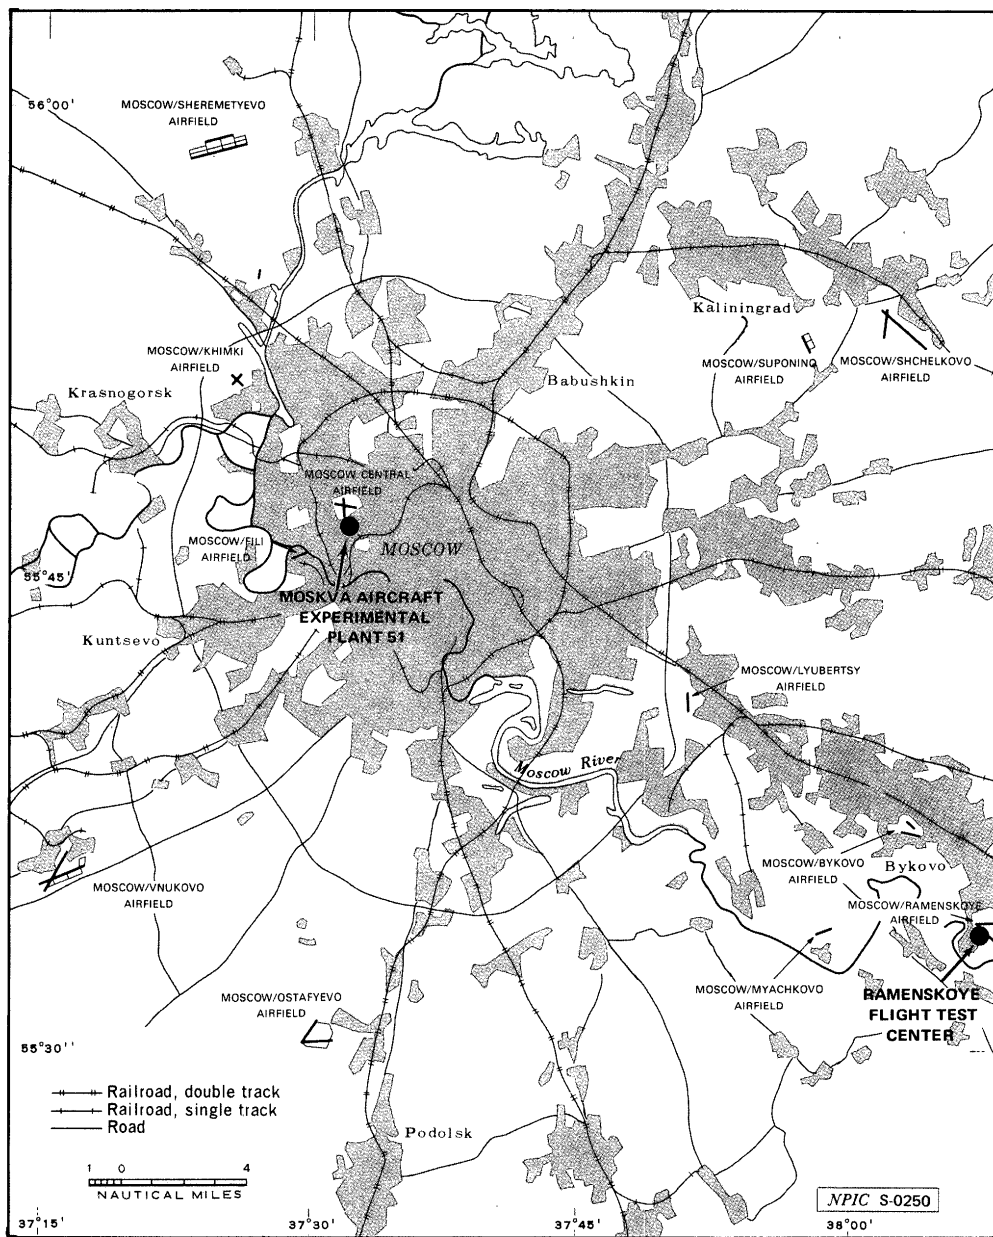 56°00'
MOSCOW/SHEREMETYEVO
AIRFIELD
Kaliningrad
MOSCOW/KHIMKI
AIRFIELD
MOSCOW/SUPONINO
AIRFIELD
MOSCOW/SHCHELKOVO
AIRFIELD
Krasnogorsk
Babushkin
MOSCOW CENTRAL
AIRFIELD
MOSCOW/FILI
AIRFIELD
MOSCOW
55°45'
MOSKVA AIRCRAFT
EXPERIMENTAL
PLANT 51
Kuntsevo
MOSCOW/LYUBERTSY
AIRFIELD
Moscow River
MOSCOW/VNUKOVO
AIRFIELD
MOSCOW/BYKOVO
AIRFIELD
Bykovo
MOSCOW/RAMENSKOYE
AIRFIELD
MOSCOW/OSTAFYEVO
AIRFIELD
MOSCOW/MYACHKOVO
AIRFIELD
RAMENSKOYE
FLIGHT TEST
CENTER
55°30''
Railroad, double track
Railroad, single track
Road
Podolsk
1 0 4
NAUTICAL MILES
NPIC S-0250
37°15'
37°30'
37°45'
38°00'